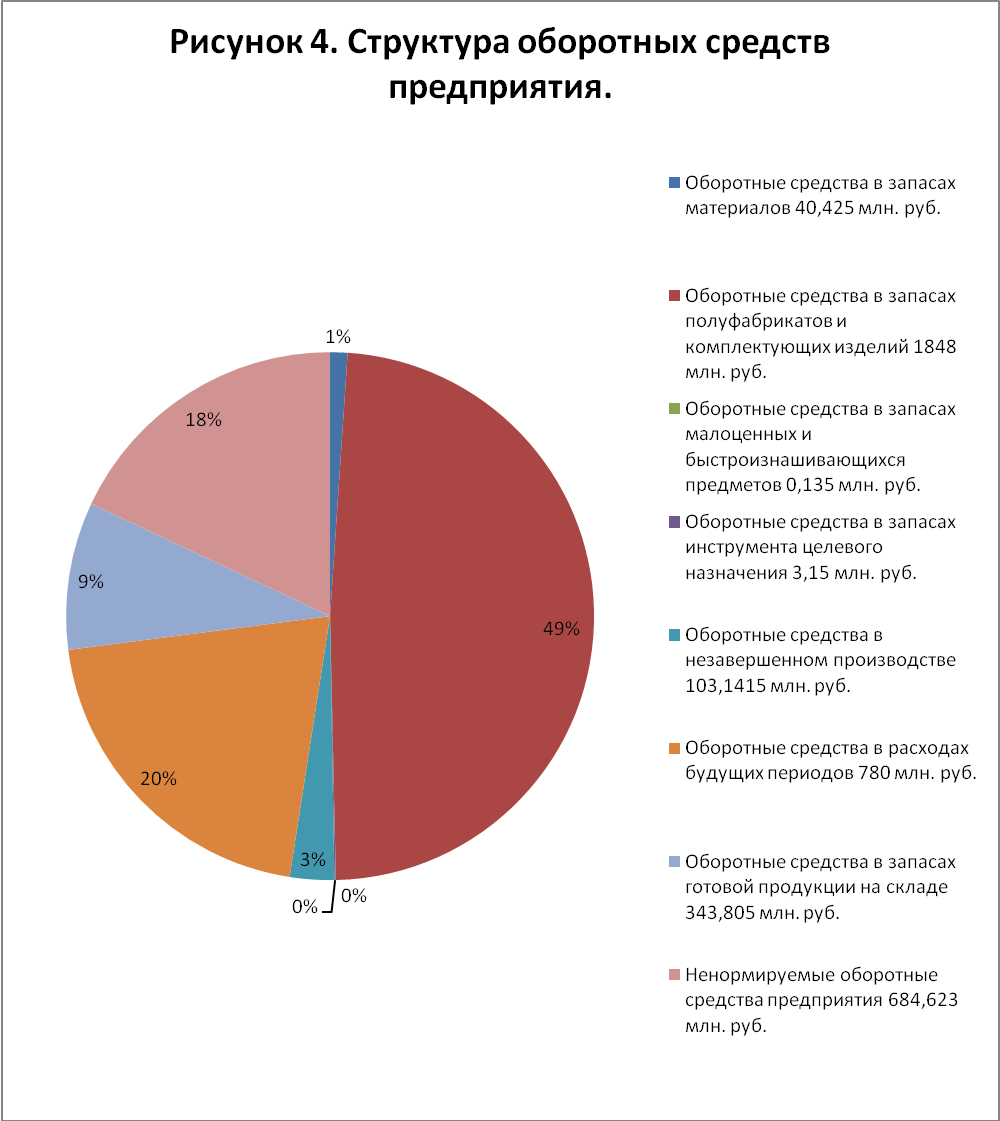 Рисунок 4. Структура оборотных средств
предприятия.
Оборотные средства в запасах
материалов 40,425 млн. руб.
Оборотные средства в запасах
полуфабрикатов и
комплектующих изделий 1848
млн. руб.
Оборотные средства в запасах
малоценных и
быстроизнашивающихся
предметов 0,135 млн. руб.
Оборотные средства в запасах
инструмента целевого
назначения 3,15 млн. руб.
Оборотные средства в
незавершенном производстве
103,1415 млн. руб.
Оборотные средства в расходах
будущих периодов 780 млн. руб.
Оборотные средства в запасах
готовой продукции на складе
343,805 млн. руб.
Ненормируемые оборотные
средства предприятия 684,623
млн. руб.
1%
18%
9%
49%
20%
3%
0%
0%